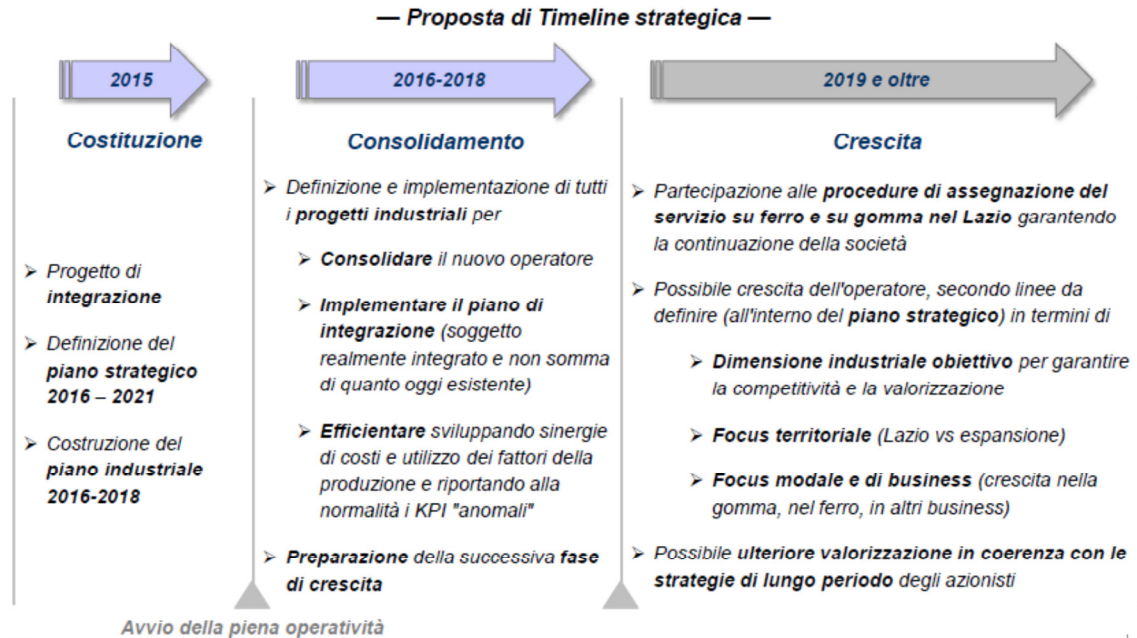 — Proposta di Timeline strategica —
2015
Costituzione
➢ Progetto di
integrazione
➢ Definizione del
piano strategico
2016 – 2021
➢ Costruzione del
piano industriale
2016-2018
2016-2018
Consolidamento
➢ Definizione e implementazione di tutti
i progetti industriali per
➢ Consolidare il nuovo operatore
➢ Implementare il piano di
integrazione (soggetto
realmente integrato e non somma
di quanto oggi esistente)
➢ Efficientare sviluppando sinergie
di costi e utilizzo dei fattori della
produzione e riportando alla
normalità i KPI "anomali"
➢ Preparazione della successiva fase
di crescita
2019 e oltre
Crescita
➢ Partecipazione alle procedure di assegnazione del
servizio su ferro e su gomma nel Lazio garantendo
la continuazione della società
➢ Possibile crescita dell'operatore, secondo linee da
definire (all'interno del piano strategico) in termini di
➢ Dimensione industriale obiettivo per garantire
la competitività e la valorizzazione
➢ Focus territoriale (Lazio vs espansione)
➢ Focus modale e di business (crescita nella
gomma, nel ferro, in altri business)
➢ Possibile ulteriore valorizzazione in coerenza con le
strategie di lungo periodo degli azionisti
Avvio della piena operatività